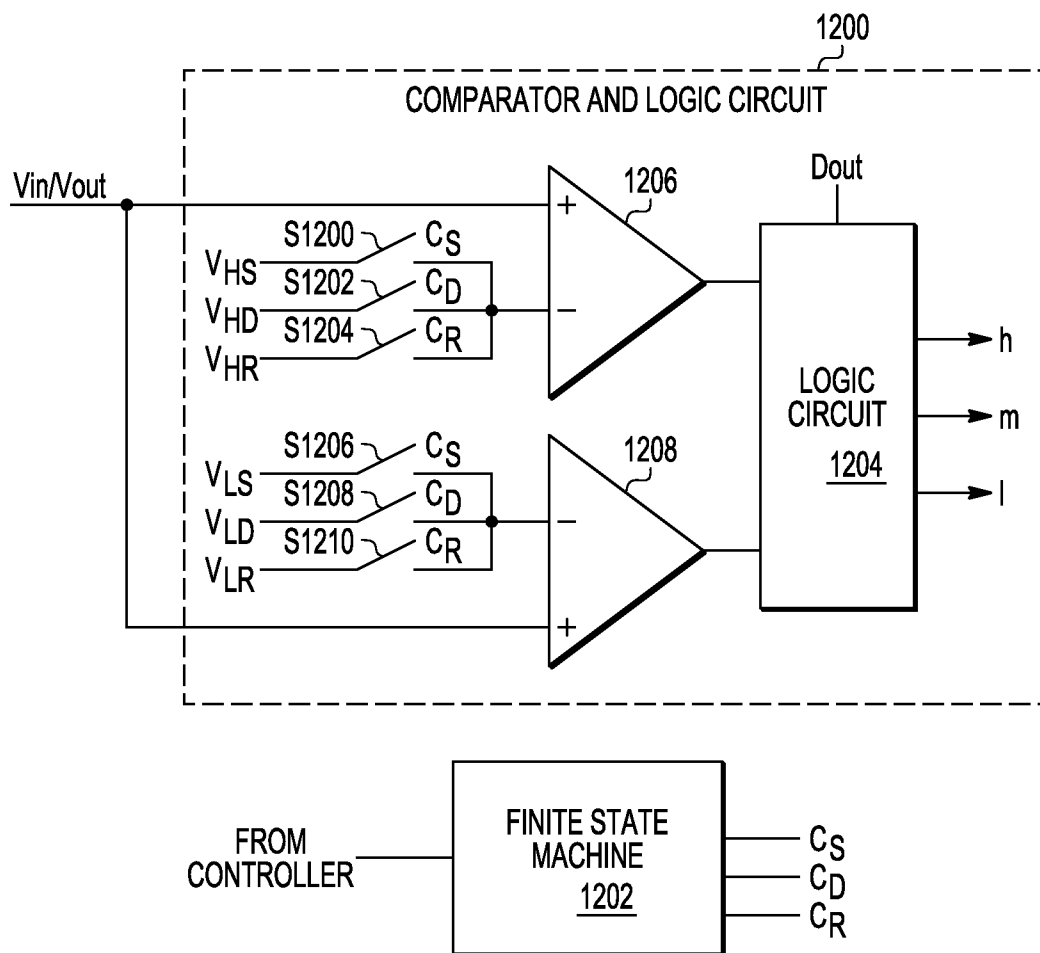 1200
COMPARATOR AND LOGIC CIRCUIT
Vin/Vout
1206
Dout
+
S1200
CS
VHS
S1202
CD
VHD
−
S1204
CR
VHR
h
LOGIC
CIRCUIT
1204
m
l
S1206
CS
1208
VLS
S1208
CD
VLD
−
S1210
CR
VLR
+
FROM
CONTROLLER
FINITE STATE
MACHINE
1202
CS
CD
CR